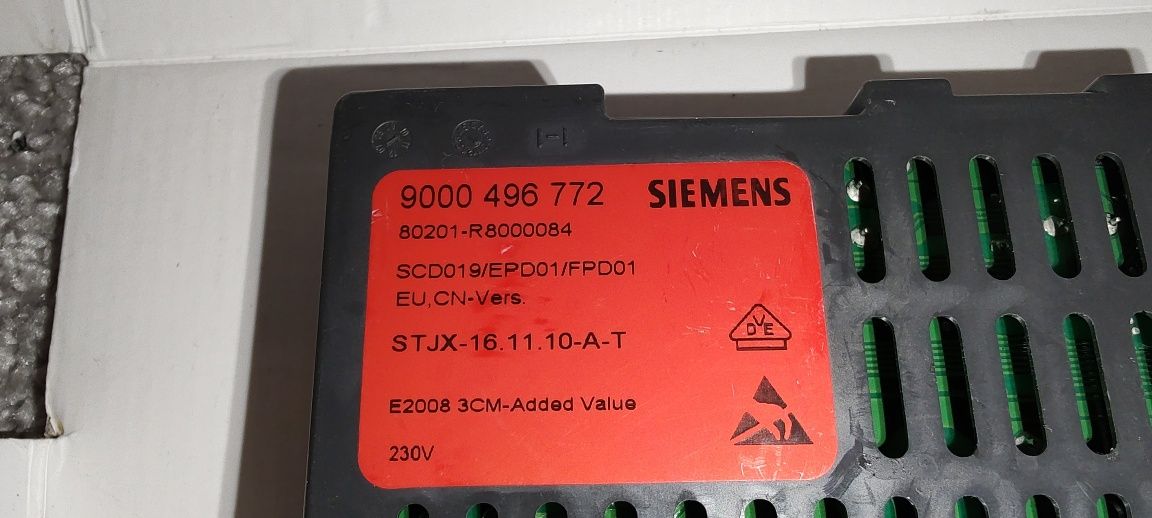 9000 496 772 SIEMENS
80201-R8000084
SCD019/EPD01/FPD01
EU,CN-Vers.
STJX-16.11.10-A-T
DVE
E2008 3CM-Added Value
230V